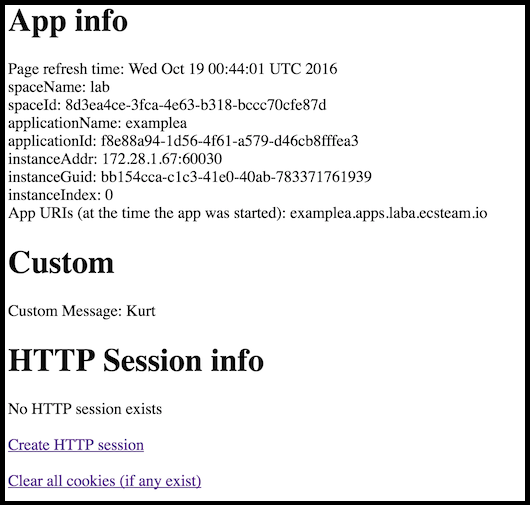 App info
Page refresh time: Wed Oct 19 00:44:01 UTC 2016
spaceName: lab
spaceId: 8d3ea4ce-3fca-4e63-b318-bccc70cfe87d
applicationName: examplea
applicationId: f8e88a94-1d56-4f61-a579-d46cb8fffea3
instanceAddr: 172.28.1.67:60030
instanceGuid: bb154cca-c1c3-41e0-40ab-783371761939
instanceIndex: 0
App URIs (at the time the app was started): examplea.apps.laba.ecsteam.io
Custom
Custom Message: Kurt
HTTP Session info
No HTTP session exists
Create HTTP session
Clear all cookies (if any exist)